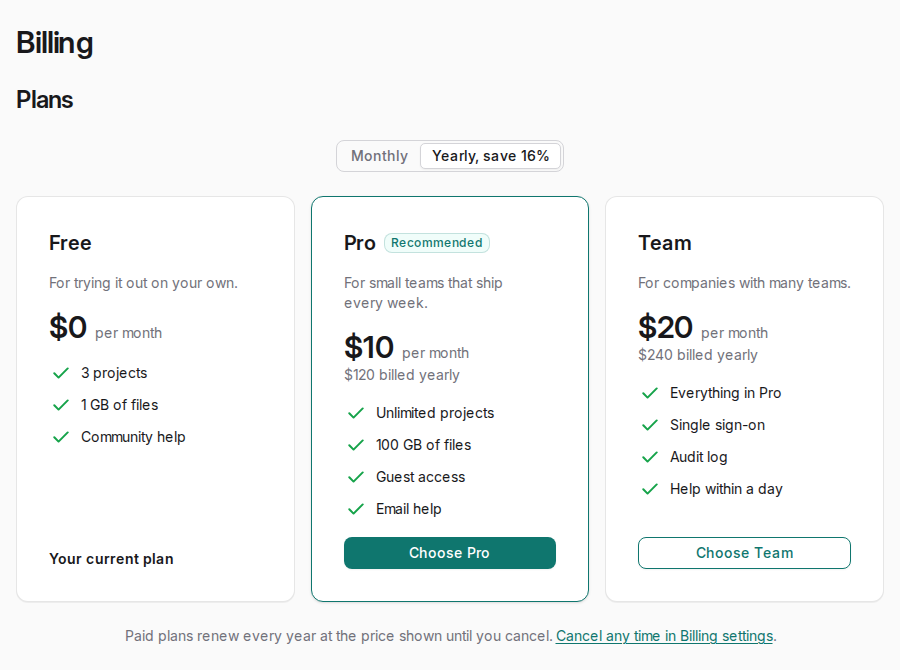 Billing
Plans
Monthly
Yearly, save 16%
Free
For trying it out on your own.
$0 per month
3 projects
1 GB of files
Community help
Your current plan
Pro Recommended
For small teams that ship
every week.
$10 per month
$120 billed yearly
Unlimited projects
100 GB of files
Guest access
Email help
Choose Pro
Team
For companies with many teams.
$20 per month
$240 billed yearly
Everything in Pro
Single sign-on
Audit log
Help within a day
Choose Team
Paid plans renew every year at the price shown until you cancel. Cancel any time in Billing settings.